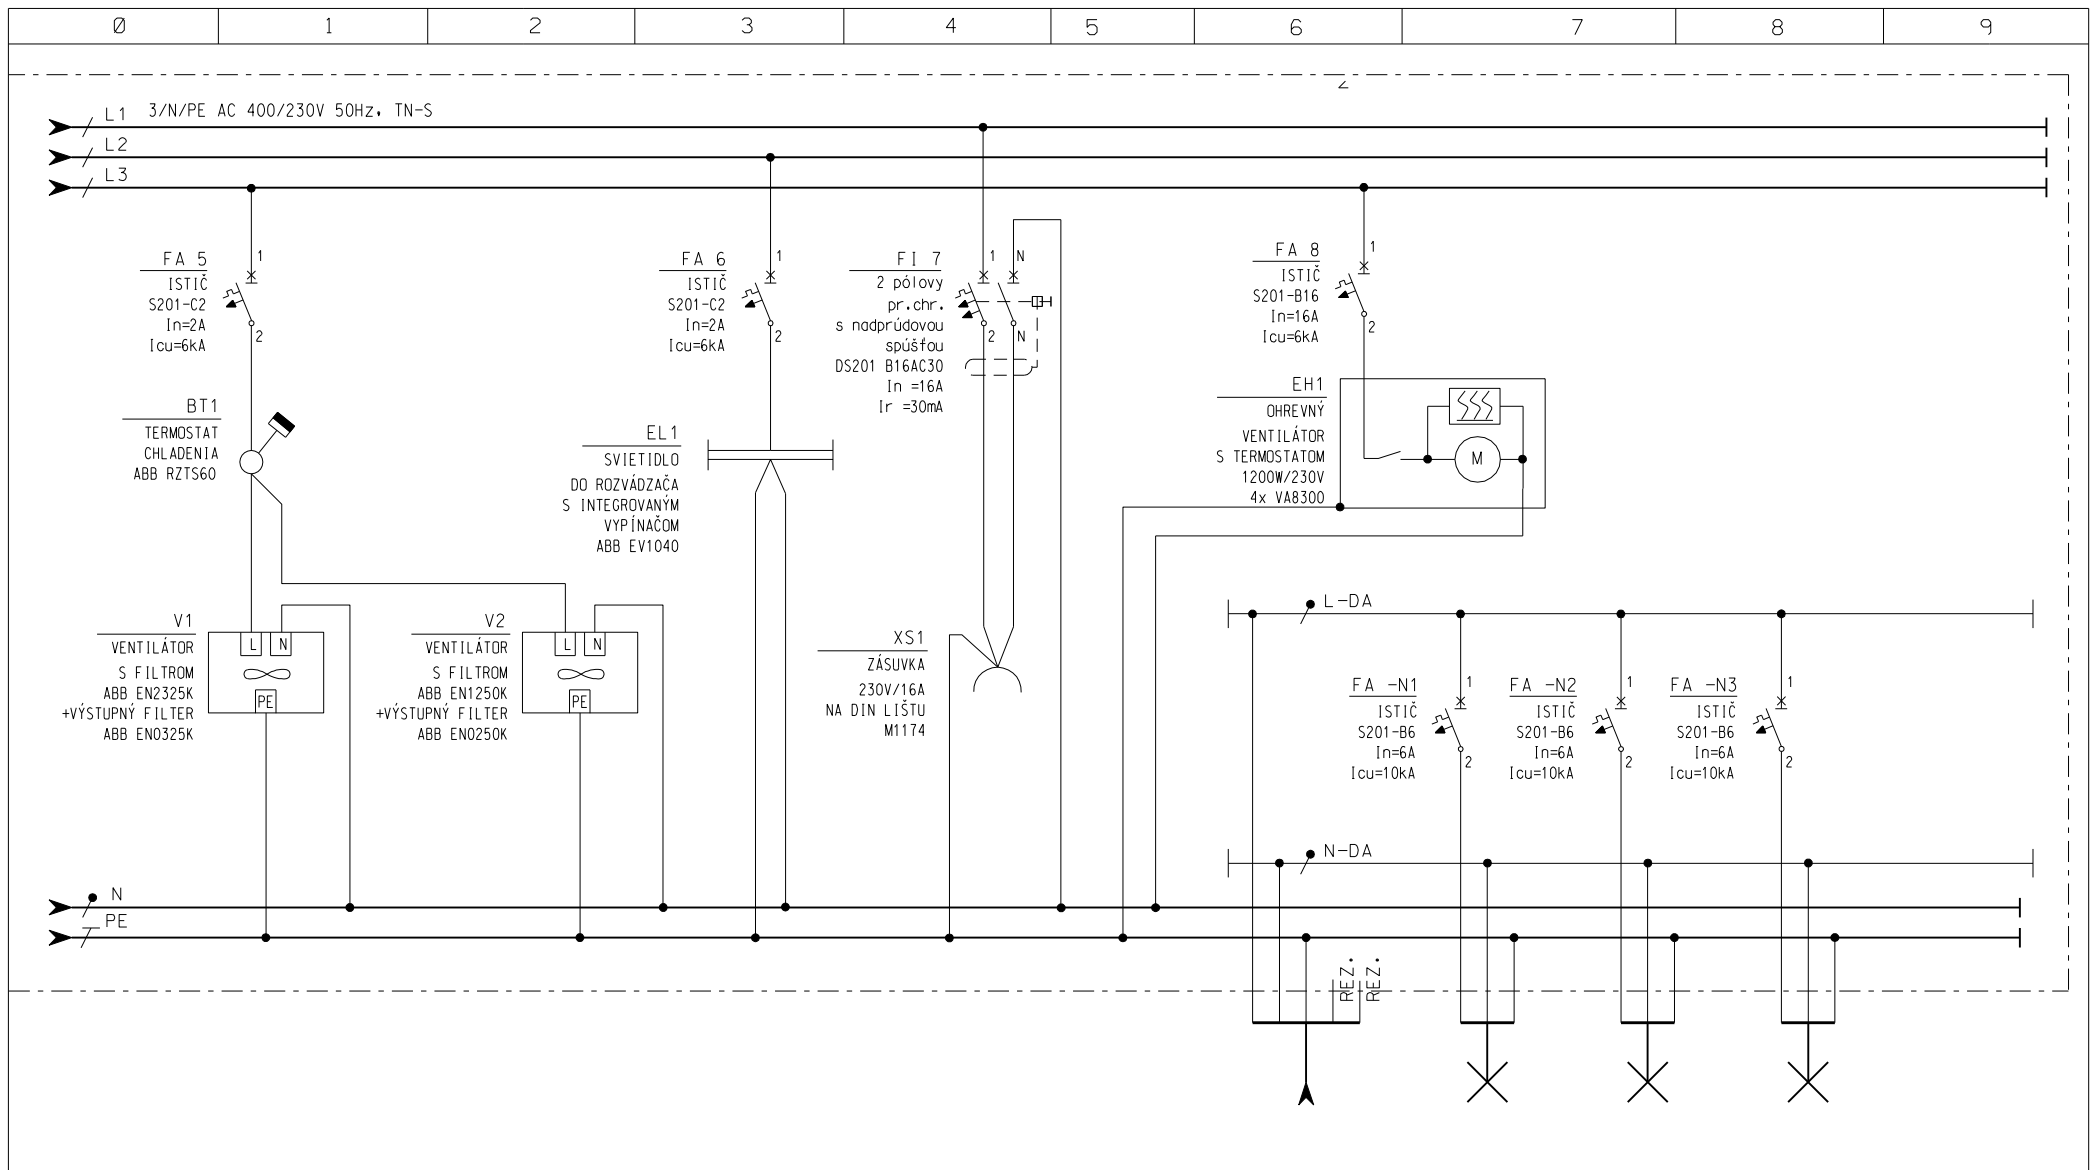 Ø 1 2 3 4 5 6 7 8 9
L1 3/N/PE AC 400/230V 50Hz. TN-S
L2
L3
FA 5
1
ISTIČ
S201-C2
In=2A
Icu=6kA
2
BT1
TERMOSTAT
CHLADENIA
ABB RZTS60
V1
VENTILÁTOR
S FILTROM
ABB EN2325K
+VÝSTUPNÝ FILTER
ABB EN0325K
L N
PE
V2
VENTILÁTOR
S FILTROM
ABB EN1250K
+VÝSTUPNÝ FILTER
ABB EN0250K
L N
PE
FA 6
1
ISTIČ
S201-C2
In=2A
Icu=6kA
2
EL1
SVIETIDLO
DO ROZVÁDZAČA
S INTEGROVANÝM
VYPÍNAČOM
ABB EV1040
FI 7
1 N
2 pólovy
pr.chr.
s nadprúdovou
spúšťou
DS201 B16AC30
In =16A
Ir =30mA
2 N
XS1
ZÁSUVKA
230V/16A
NA DIN LIŠTU
M1174
FA 8
1
ISTIČ
S201-B16
In=16A
Icu=6kA
2
EH1
OHREVNÝ
VENTILÁTOR
S TERMOSTATOM
1200W/230V
4x VA8300
M
L-DA
FA -N1
1
ISTIČ
S201-B6
In=6A
Icu=10kA
2
FA -N2
1
ISTIČ
S201-B6
In=6A
Icu=10kA
2
FA -N3
1
ISTIČ
S201-B6
In=6A
Icu=10kA
2
N-DA
N
PE
REZ.
REZ.